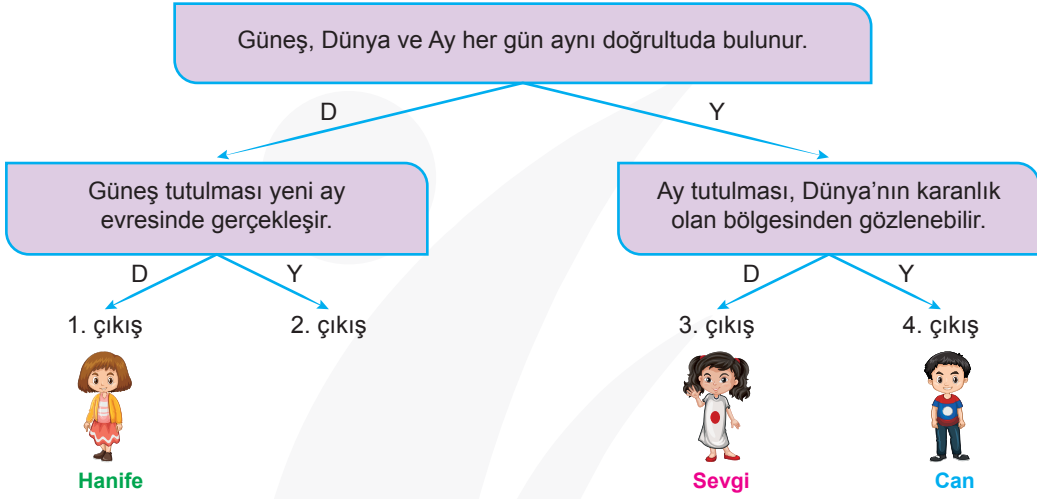 Güneş, Dünya ve Ay her gün aynı doğrultuda bulunur.
D
Y
Güneş tutulması yeni ay
evresinde gerçekleşir.
Ay tutulması, Dünya’nın karanlık
olan bölgesinden gözlenebilir.
D
Y
D
Y
1. çıkış
2. çıkış
3. çıkış
4. çıkış
Hanife
Sevgi
Can